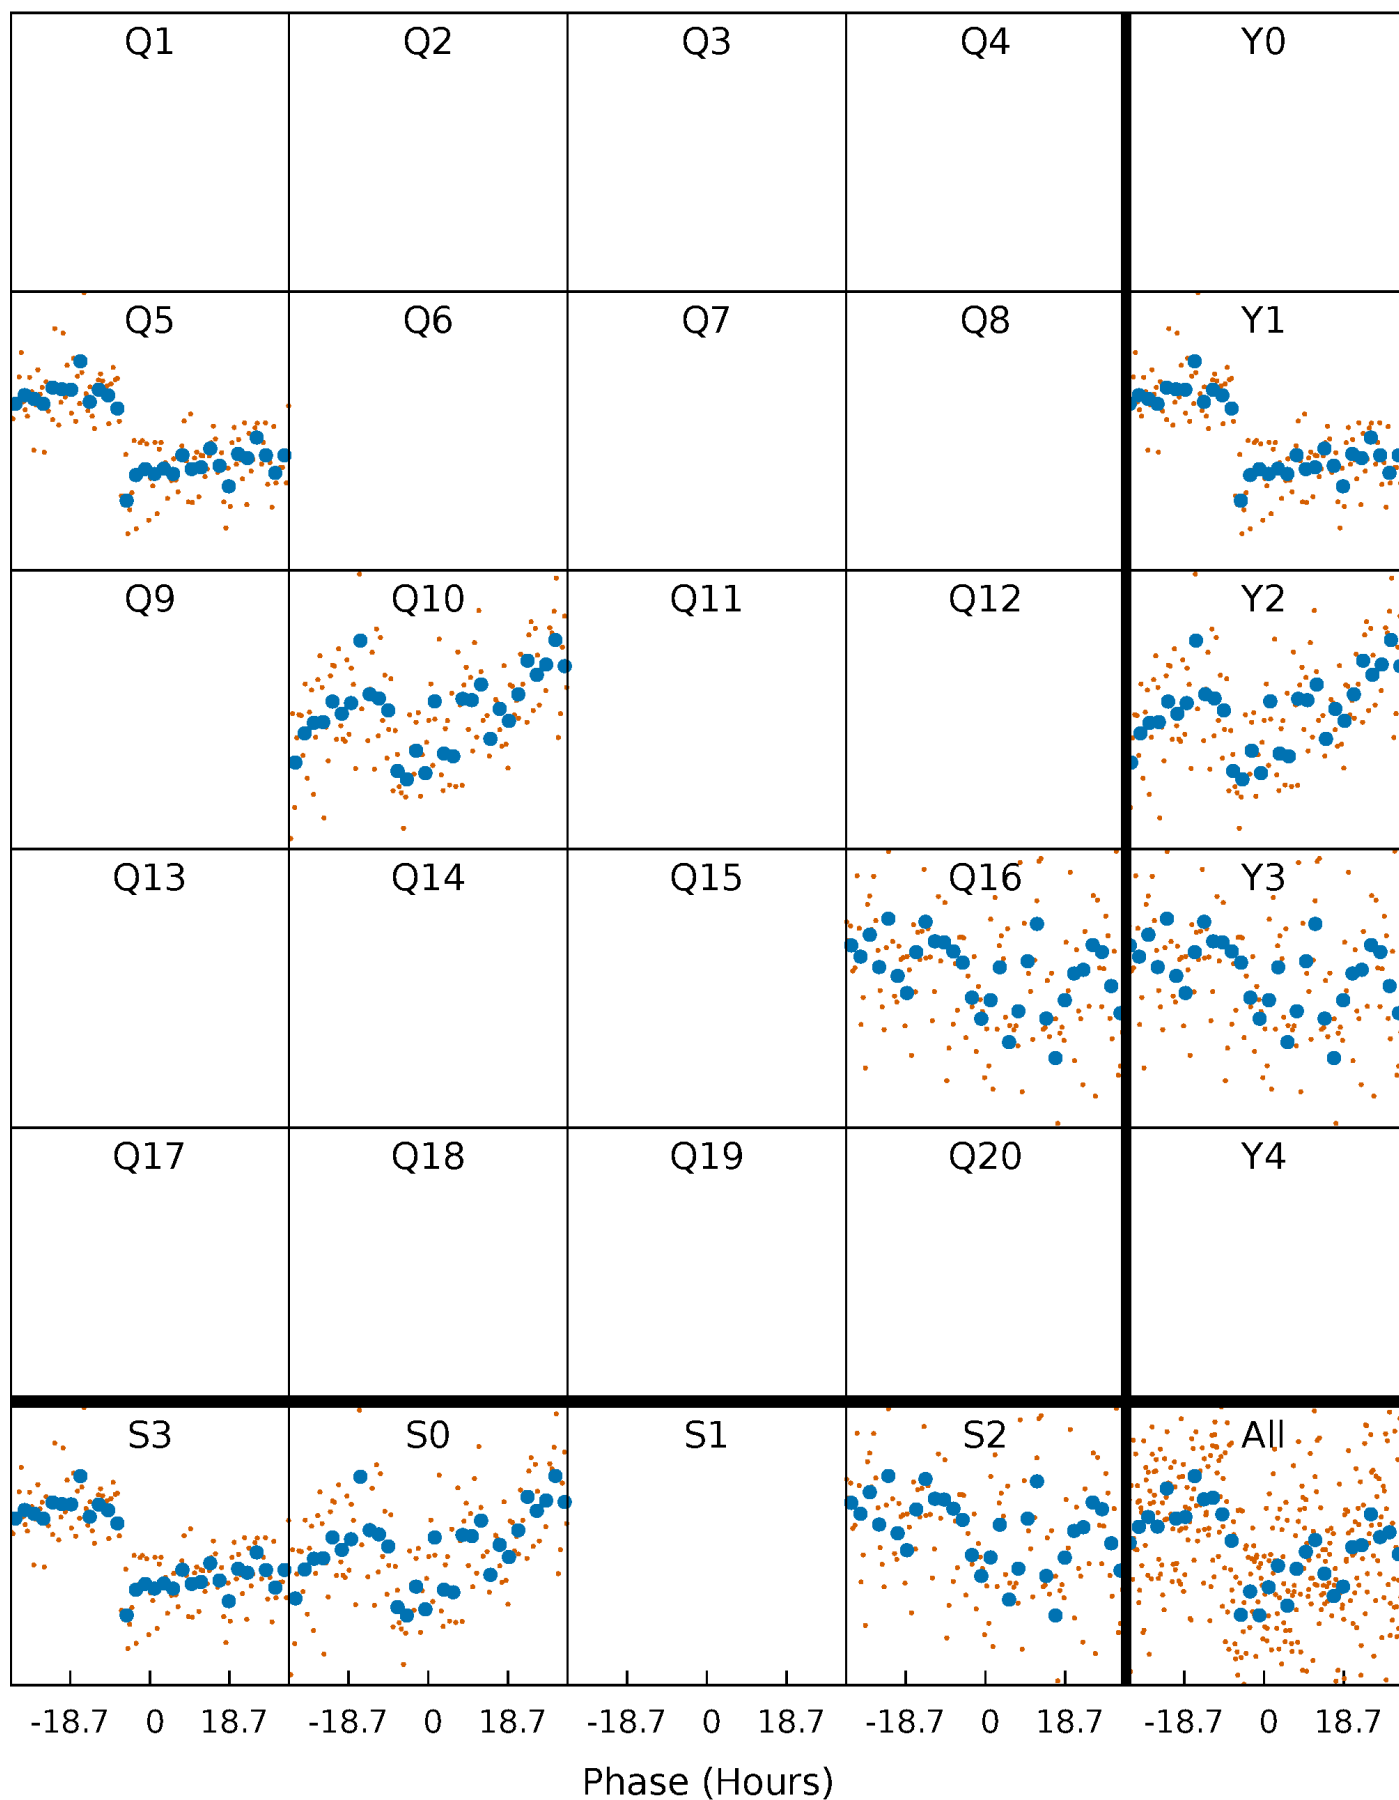 Q1 Q2 Q3 Q4 Y0
Q5 Q6 Q7 Q8 Y1
Q9 Q10 Q11 Q12 Y2
Q13 Q14 Q15 Q16 Y3
Q17 Q18 Q19 Q20 Y4
S3 S0 S1 S2 All
-18.7 0 18.7 -18.7 0 18.7 -18.7 0 18.7 -18.7 0 18.7 -18.7 0 18.7
Phase (Hours)